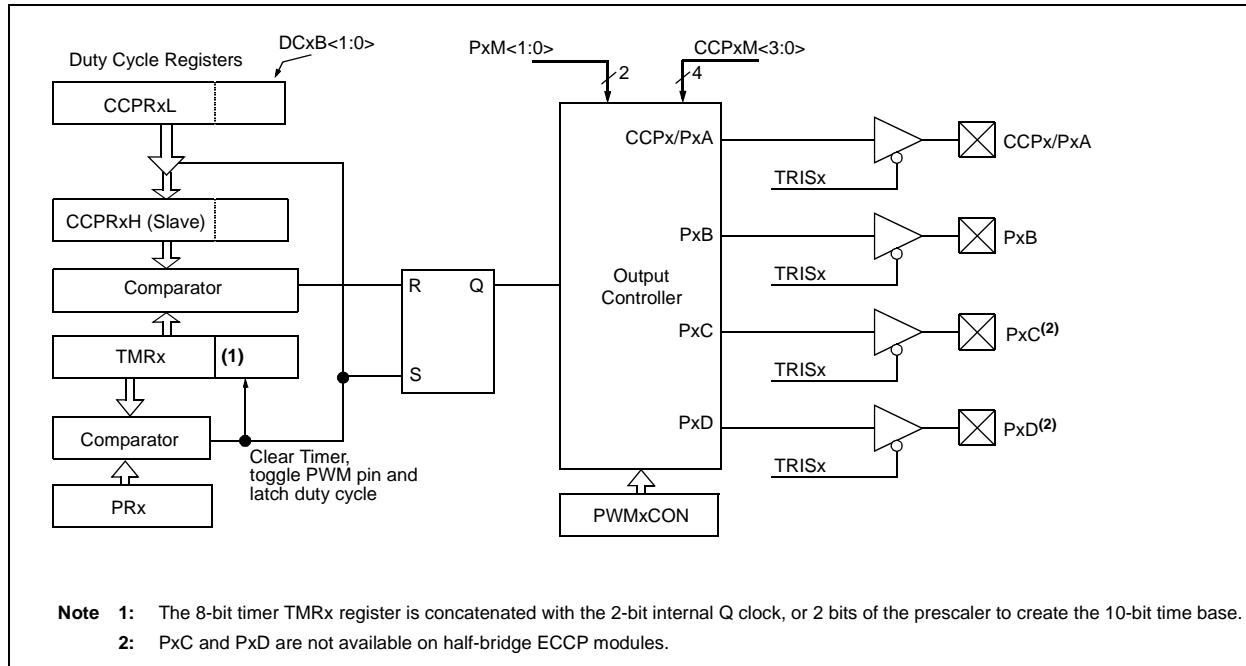 DCxB<1:0>
Duty Cycle Registers
CCPRxL
CCPRxH (Slave)
Comparator
TMRx
(1)
Comparator
PRx
Clear Timer,
toggle PWM pin and
latch duty cycle
R
Q
S
PxM<1:0>
2
CCPxM<3:0>
4
Output
Controller
CCPx/PxA
PxB
PxC
PxD
PWMxCON
TRISx
CCPx/PxA
TRISx
PxB
TRISx
PxC(2)
TRISx
PxD(2)
Note 1: The 8-bit timer TMRx register is concatenated with the 2-bit internal Q clock, or 2 bits of the prescaler to create the 10-bit time base.
2: PxC and PxD are not available on half-bridge ECCP modules.